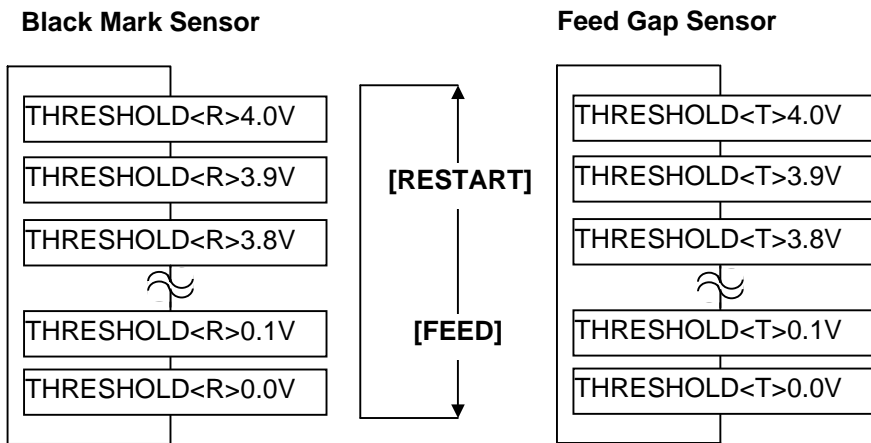 Black Mark Sensor
THRESHOLD<R>4.0V
THRESHOLD<R>3.9V
THRESHOLD<R>3.8V
THRESHOLD<R>0.1V
THRESHOLD<R>0.0V
[RESTART]
[FEED]
Feed Gap Sensor
THRESHOLD<T>4.0V
THRESHOLD<T>3.9V
THRESHOLD<T>3.8V
THRESHOLD<T>0.1V
THRESHOLD<T>0.0V